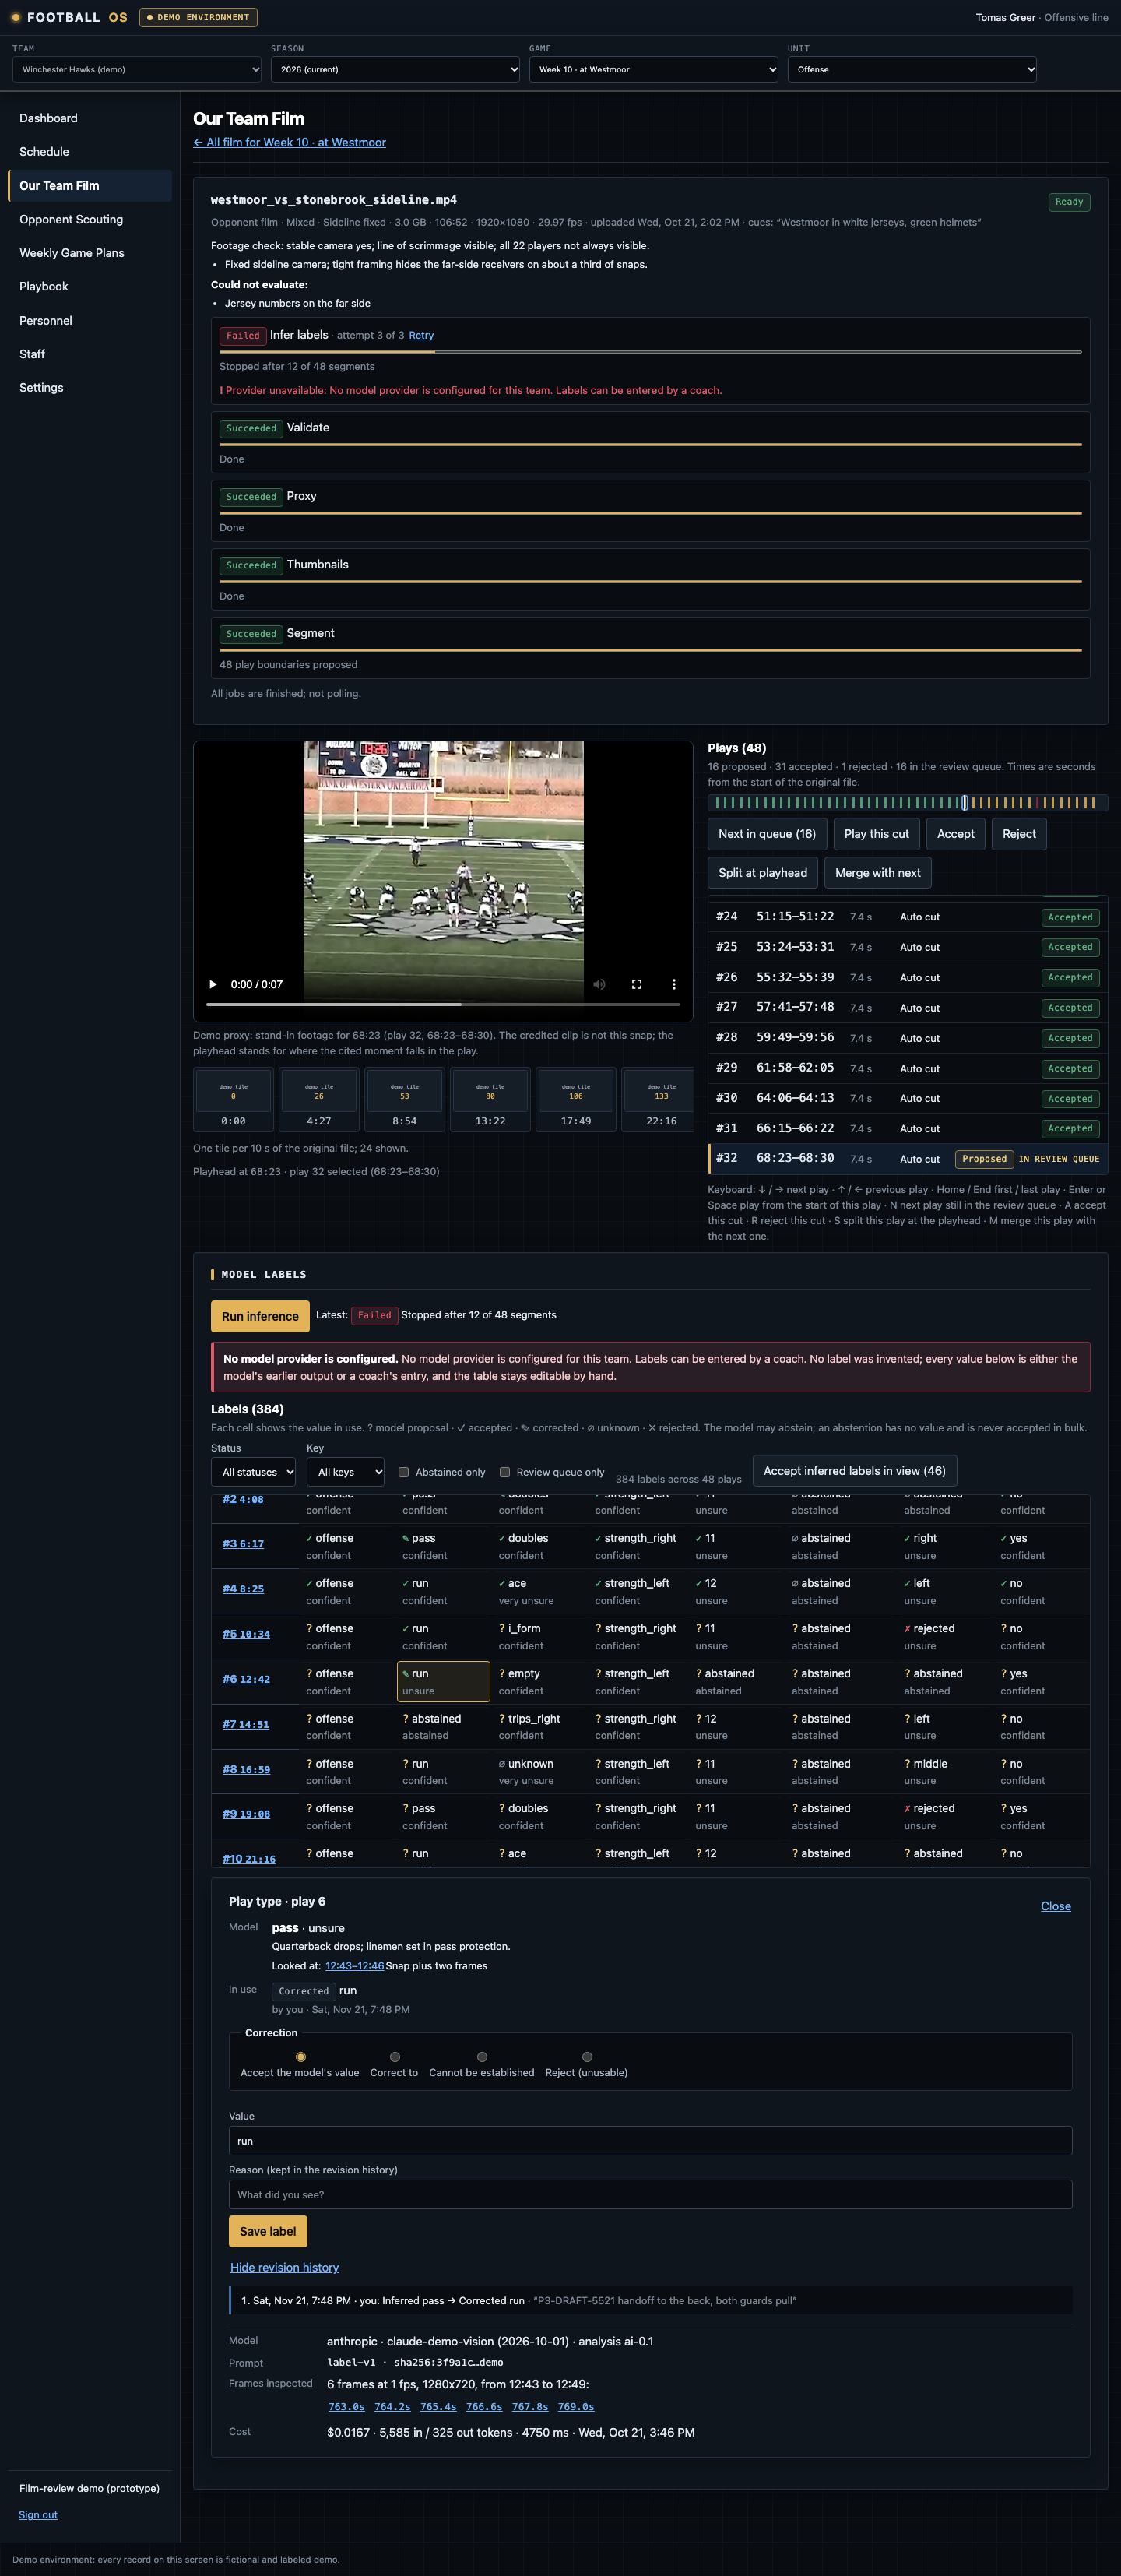 FOOTBALL OS
DEMO ENVIRONMENT
Tomas Greer · Offensive line
TEAM
Winchester Hawks (demo)
SEASON
2026 (current)
GAME
Week 10 · at Westmoor
UNIT
Offense
Dashboard
Schedule
Our Team Film
Opponent Scouting
Weekly Game Plans
Playbook
Personnel
Staff
Settings
Our Team Film
← All film for Week 10 · at Westmoor
westmoor_vs_stonebrook_sideline.mp4
Ready
Opponent film · Mixed · Sideline fixed · 3.0 GB · 106:52 · 1920×1080 · 29.97 fps · uploaded Wed, Oct 21, 2:02 PM · cues: “Westmoor in white jerseys, green helmets”
Footage check: stable camera yes; line of scrimmage visible; all 22 players not always visible.
• Fixed sideline camera; tight framing hides the far-side receivers on about a third of snaps.
Could not evaluate:
• Jersey numbers on the far side
Failed Infer labels · attempt 3 of 3 Retry
Stopped after 12 of 48 segments
! Provider unavailable: No model provider is configured for this team. Labels can be entered by a coach.
Succeeded Validate
Done
Succeeded Proxy
Done
Succeeded Thumbnails
Done
Succeeded Segment
48 play boundaries proposed
All jobs are finished; not polling.
BULLDOGS VISITOR
DOWN QUARTER BALL ON
BANK OF WESTERN OKLAHOMA
0:00 / 0:07
Demo proxy: stand-in footage for 68:23 (play 32, 68:23–68:30). The credited clip is not this snap; the
playhead stands for where the cited moment falls in the play.
demo tile 0 0:00
demo tile 26 4:27
demo tile 53 8:54
demo tile 80 13:22
demo tile 106 17:49
demo tile 133 22:16
One tile per 10 s of the original file; 24 shown.
Playhead at 68:23 · play 32 selected (68:23–68:30)
Plays (48)
16 proposed · 31 accepted · 1 rejected · 16 in the review queue. Times are seconds
from the start of the original file.
Next in queue (16)
Play this cut
Accept
Reject
Split at playhead
Merge with next
#24 51:15–51:22 7.4 s Auto cut Accepted
#25 53:24–53:31 7.4 s Auto cut Accepted
#26 55:32–55:39 7.4 s Auto cut Accepted
#27 57:41–57:48 7.4 s Auto cut Accepted
#28 59:49–59:56 7.4 s Auto cut Accepted
#29 61:58–62:05 7.4 s Auto cut Accepted
#30 64:06–64:13 7.4 s Auto cut Accepted
#31 66:15–66:22 7.4 s Auto cut Accepted
#32 68:23–68:30 7.4 s Auto cut Proposed IN REVIEW QUEUE
Keyboard: ↓ / → next play · ↑ / ← previous play · Home / End first / last play · Enter or
Space play from the start of this play · N next play still in the review queue · A accept
this cut · R reject this cut · S split this play at the playhead · M merge this play with
the next one.
MODEL LABELS
Run inference
Latest: Failed Stopped after 12 of 48 segments
No model provider is configured. No model provider is configured for this team. Labels can be entered by a coach. No label was invented; every value below is either the
model's earlier output or a coach's entry, and the table stays editable by hand.
Labels (384)
Each cell shows the value in use. ? model proposal · ✓ accepted · ✎ corrected · ∅ unknown · ✕ rejected. The model may abstain; an abstention has no value and is never accepted in bulk.
Status
Key
All statuses
All keys
Abstained only
Review queue only
384 labels across 48 plays
Accept inferred labels in view (46)
#2 4:08 ✓ offense ✓ pass ✎ doubles ✓ strength_left ✓ 11 ∅ abstained ∅ abstained ✓ no
confident confident confident confident unsure abstained abstained confident
#3 6:17 ✓ offense ✎ pass ✓ doubles ✓ strength_right ✓ 11 ∅ abstained ✓ right ✓ yes
confident confident confident confident unsure abstained unsure confident
#4 8:25 ✓ offense ✓ run ✓ ace ✓ strength_left ✓ 12 ∅ abstained ✓ left ✓ no
confident confident very unsure confident unsure abstained unsure confident
#5 10:34 ? offense ✓ run ? i_form ? strength_right ? 11 ? abstained ✗ rejected ? no
confident confident confident confident unsure abstained unsure confident
#6 12:42 ? offense ✎ run ? empty ? strength_left ? abstained ? abstained ? abstained ? yes
confident unsure confident confident abstained abstained abstained confident
#7 14:51 ? offense ? abstained ? trips_right ? strength_right ? 12 ? abstained ? left ? no
confident abstained confident confident unsure abstained unsure confident
#8 16:59 ? offense ? run ∅ unknown ? strength_left ? 11 ? abstained ? middle ? no
confident confident very unsure confident unsure abstained unsure confident
#9 19:08 ? offense ? pass ? doubles ? strength_right ? 11 ? abstained ✗ rejected ? yes
confident confident confident confident unsure abstained unsure confident
#10 21:16 ? offense ? run ? ace ? strength_left ? 12 ? abstained ? abstained ? no
Play type · play 6
Close
Model pass · unsure
Quarterback drops; linemen set in pass protection.
Looked at: 12:43–12:46 Snap plus two frames
In use Corrected run
by you · Sat, Nov 21, 7:48 PM
Correction
Accept the model's value
Correct to
Cannot be established
Reject (unusable)
Value
run
Reason (kept in the revision history)
What did you see?
Save label
Hide revision history
1. Sat, Nov 21, 7:48 PM · you: Inferred pass → Corrected run · “P3-DRAFT-5521 handoff to the back, both guards pull”
Model anthropic · claude-demo-vision (2026-10-01) · analysis ai-0.1
Prompt label-v1 · sha256:3f9a1c…demo
Frames inspected 6 frames at 1 fps, 1280x720, from 12:43 to 12:49:
763.0s 764.2s 765.4s 766.6s 767.8s 769.0s
Cost $0.0167 · 5,585 in / 325 out tokens · 4750 ms · Wed, Oct 21, 3:46 PM
Film-review demo (prototype)
Sign out
Demo environment: every record on this screen is fictional and labeled demo.